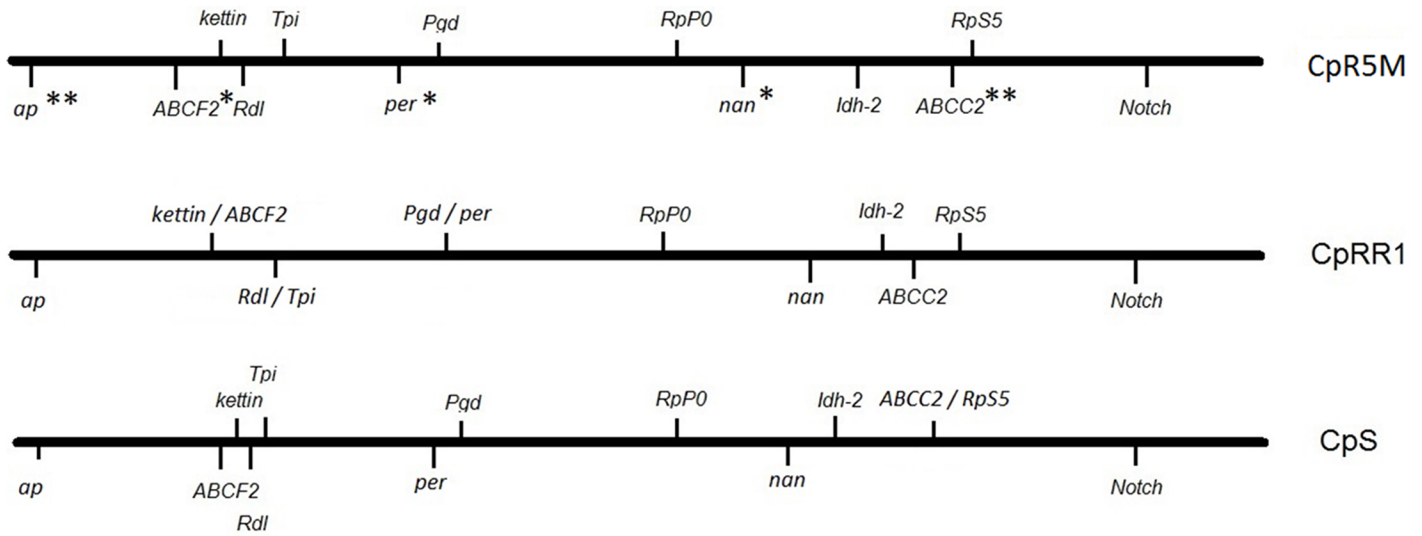 kettin Tpi Pgd RpP0 RpS5
CpR5M
ap ** ABCF2 * Rdl per * nan * Idh-2 ABCC2 ** Notch
kettin / ABCF2 Pgd / per RpP0 Idh-2 RpS5
CpRR1
ap Rdl / Tpi nan ABCC2 Notch
Tpi
kettin Pgd RpP0 Idh-2 ABCC2 / RpS5
CpS
ap ABCF2 per nan Notch
Rdl